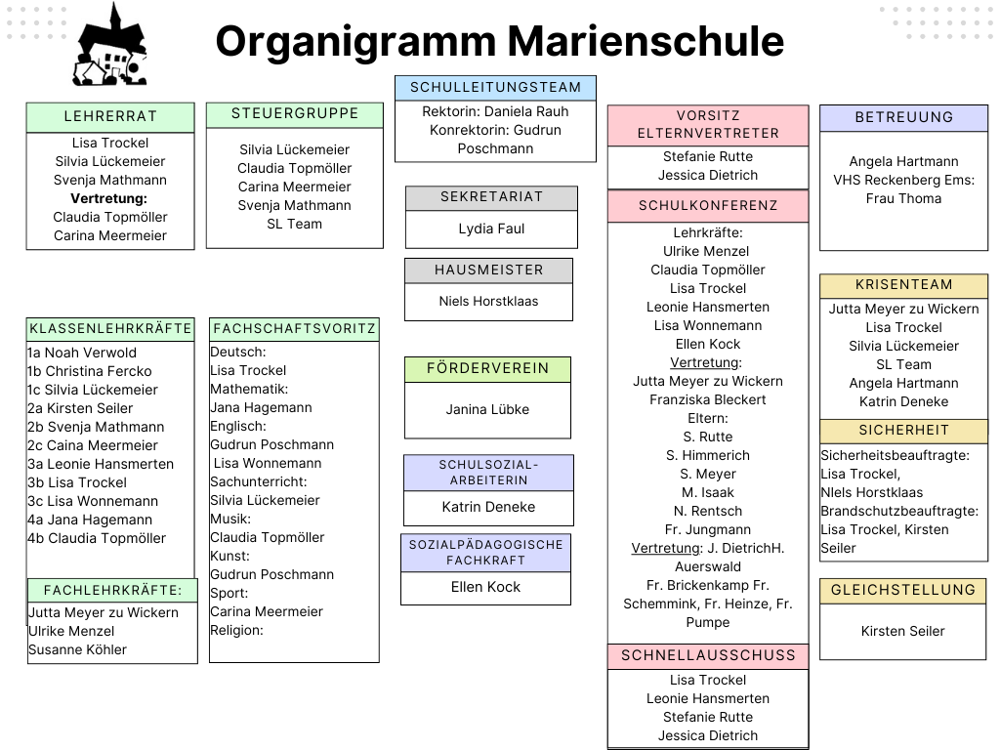 Organigramm Marienschule
LEHRERRAT
Lisa Trockel
Silvia Lückemeier
Svenja Mathmann
Vertretung:
Claudia Topmöller
Carina Meermeier
STEUERGRUPPE
Silvia Lückemeier
Claudia Topmöller
Carina Meermeier
Svenja Mathmann
SL Team
SCHULLEITUNGSTEAM
Rektorin: Daniela Rauh
Konrektorin: Gudrun
Poschmann
SEKRETARIAT
Lydia Faul
HAUSMEISTER
Niels Horstklaas
FÖRDERVEREIN
Janina Lübke
SCHULSOZIAL-
ARBEITERIN
Katrin Deneke
SOZIALPÄDAGOGISCHE
FACHKRAFT
Ellen Kock
VORSITZ
ELTERNVERTRETER
Stefanie Rutte
Jessica Dietrich
SCHULKONFERENZ
Lehrkräfte:
Ulrike Menzel
Claudia Topmöller
Lisa Trockel
Leonie Hansmerten
Lisa Wonnemann
Ellen Kock
Vertretung:
Jutta Meyer zu Wickern
Franziska Bleckert
Eltern:
S. Rutte
S. Himmerich
S. Meyer
M. Isaak
N. Rentsch
Fr. Jungmann
Vertretung: J. DietrichH.
Auerswald
Fr. Brickenkamp Fr.
Schemmink, Fr. Heinze, Fr.
Pumpe
SCHNELLAUSSCHUSS
Lisa Trockel
Leonie Hansmerten
Stefanie Rutte
Jessica Dietrich
BETREUUNG
Angela Hartmann
VHS Reckenberg Ems:
Frau Thoma
KRISENTEAM
Jutta Meyer zu Wickern
Lisa Trockel
Silvia Lückemeier
SL Team
Angela Hartmann
Katrin Deneke
SICHERHEIT
Sicherheitsbeauftragte:
Lisa Trockel,
NIels Horstklaas
Brandschutzbeauftragte:
Lisa Trockel, Kirsten
Seiler
GLEICHSTELLUNG
Kirsten Seiler
KLASSENLEHRKRÄFTE
1a Noah Verwold
1b Christina Fercko
1c Silvia Lückemeier
2a Kirsten Seiler
2b Svenja Mathmann
2c Caina Meermeier
3a Leonie Hansmerten
3b Lisa Trockel
3c Lisa Wonnemann
4a Jana Hagemann
4b Claudia Topmöller
FACHLEHRKRÄFTE:
Jutta Meyer zu Wickern
Ulrike Menzel
Susanne Köhler
FACHSCHAFTSVORITZ
Deutsch:
Lisa Trockel
Mathematik:
Jana Hagemann
Englisch:
Gudrun Poschmann
Lisa Wonnemann
Sachunterricht:
Silvia Lückemeier
Musik:
Claudia Topmöller
Kunst:
Gudrun Poschmann
Sport:
Carina Meermeier
Religion: